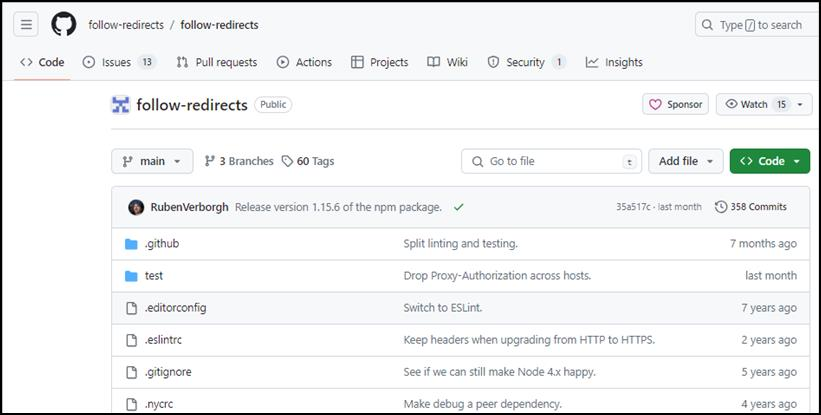 follow-redirects / follow-redirects
Type / to search
Code Issues 13 Pull requests Actions Projects Wiki Security 1 Insights
follow-redirects Public Sponsor Watch 15
main 3 Branches 60 Tags Go to file t Add file Code
RubenVerborgh Release version 1.15.6 of the npm package. 35a517c · last month 358 Commits
.github Split linting and testing. 7 months ago
test Drop Proxy-Authorization across hosts. last month
.editorconfig Switch to ESLint. 7 years ago
.eslintrc Keep headers when upgrading from HTTP to HTTPS. 2 years ago
.gitignore See if we can still make Node 4.x happy. 5 years ago
.nycrc Make debug a peer dependency. 4 years ago